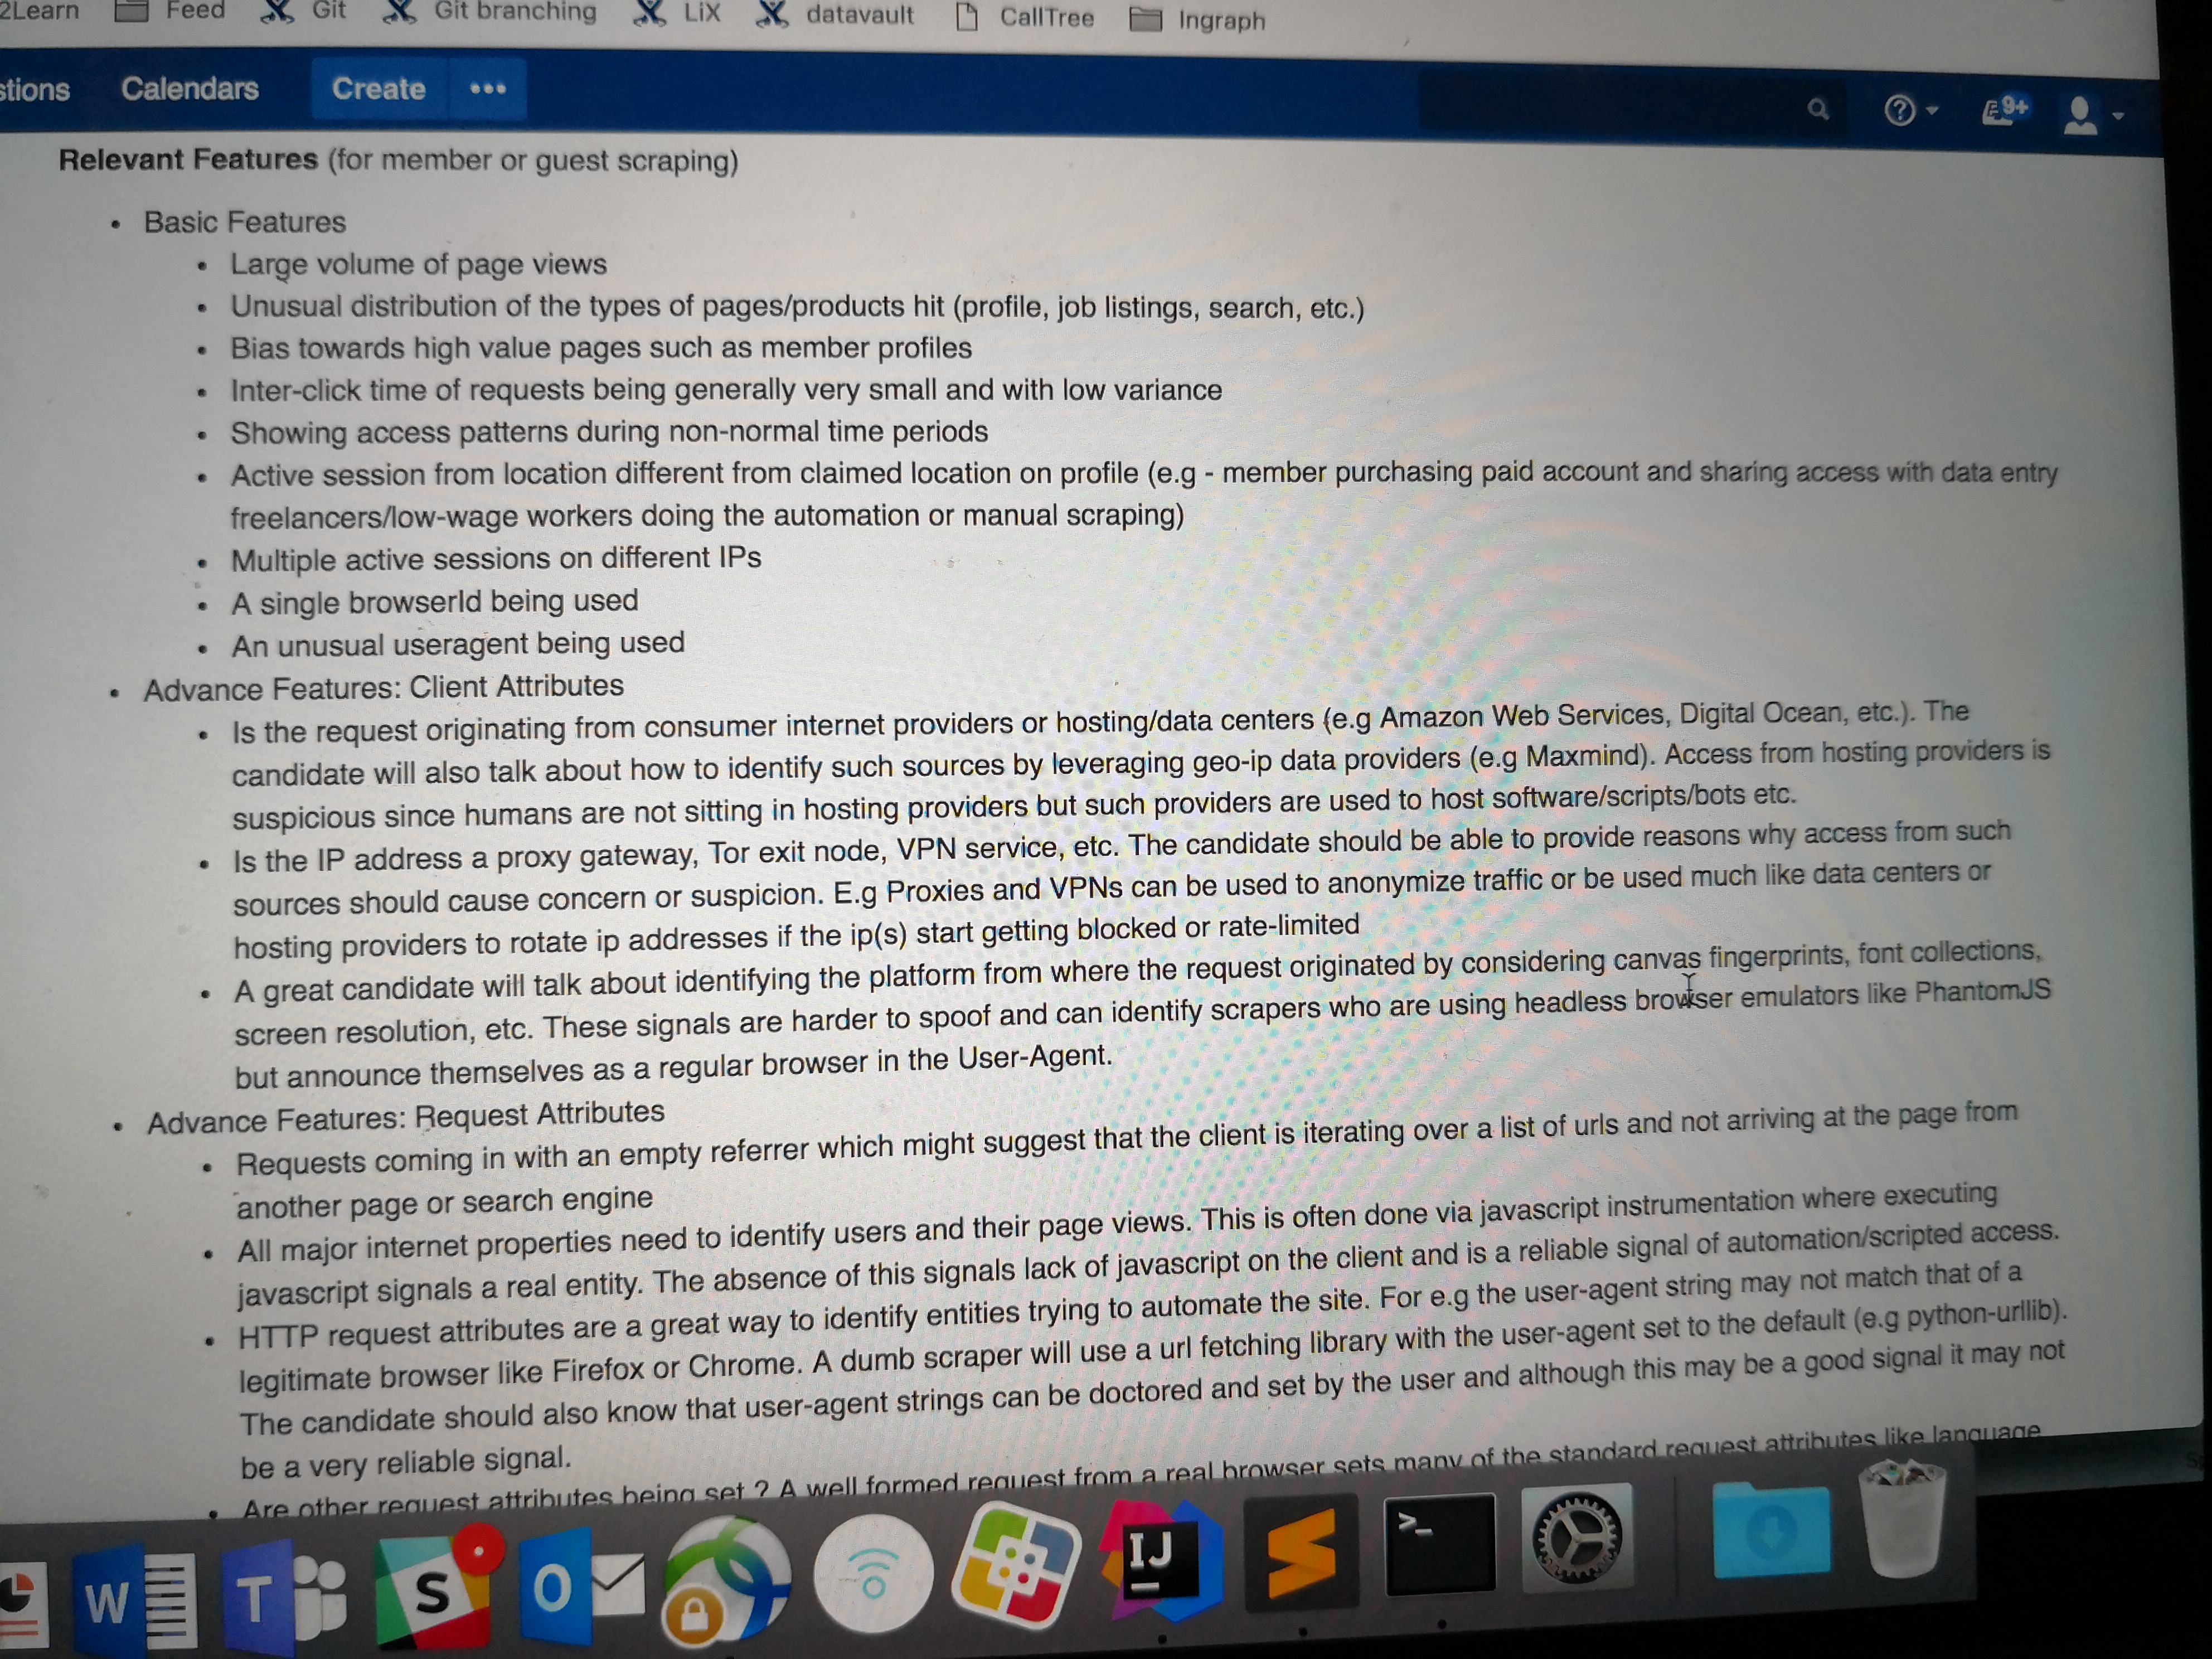 2Learn Feed Git Git branching LiX datavault CallTree Ingraph
stions Calendars Create ••• 9+
Relevant Features (for member or guest scraping)
• Basic Features
• Large volume of page views
• Unusual distribution of the types of pages/products hit (profile, job listings, search, etc.)
• Bias towards high value pages such as member profiles
• Inter-click time of requests being generally very small and with low variance
• Showing access patterns during non-normal time periods
• Active session from location different from claimed location on profile (e.g - member purchasing paid account and sharing access with data entry
freelancers/low-wage workers doing the automation or manual scraping)
• Multiple active sessions on different IPs
• A single browserId being used
• An unusual useragent being used
• Advance Features: Client Attributes
• Is the request originating from consumer internet providers or hosting/data centers (e.g Amazon Web Services, Digital Ocean, etc.). The
candidate will also talk about how to identify such sources by leveraging geo-ip data providers (e.g Maxmind). Access from hosting providers is
suspicious since humans are not sitting in hosting providers but such providers are used to host software/scripts/bots etc.
• Is the IP address a proxy gateway, Tor exit node, VPN service, etc. The candidate should be able to provide reasons why access from such
sources should cause concern or suspicion. E.g Proxies and VPNs can be used to anonymize traffic or be used much like data centers or
hosting providers to rotate ip addresses if the ip(s) start getting blocked or rate-limited
• A great candidate will talk about identifying the platform from where the request originated by considering canvas fingerprints, font collections,
screen resolution, etc. These signals are harder to spoof and can identify scrapers who are using headless browser emulators like PhantomJS
but announce themselves as a regular browser in the User-Agent.
• Advance Features: Request Attributes
• Requests coming in with an empty referrer which might suggest that the client is iterating over a list of urls and not arriving at the page from
another page or search engine
• All major internet properties need to identify users and their page views. This is often done via javascript instrumentation where executing
javascript signals a real entity. The absence of this signals lack of javascript on the client and is a reliable signal of automation/scripted access.
• HTTP request attributes are a great way to identify entities trying to automate the site. For e.g the user-agent string may not match that of a
legitimate browser like Firefox or Chrome. A dumb scraper will use a url fetching library with the user-agent set to the default (e.g python-urllib).
The candidate should also know that user-agent strings can be doctored and set by the user and although this may be a good signal it may not
be a very reliable signal.
• Are other request attributes being set ? A well formed request from a real browser sets many of the standard request attributes like language
W T S O IJ >_